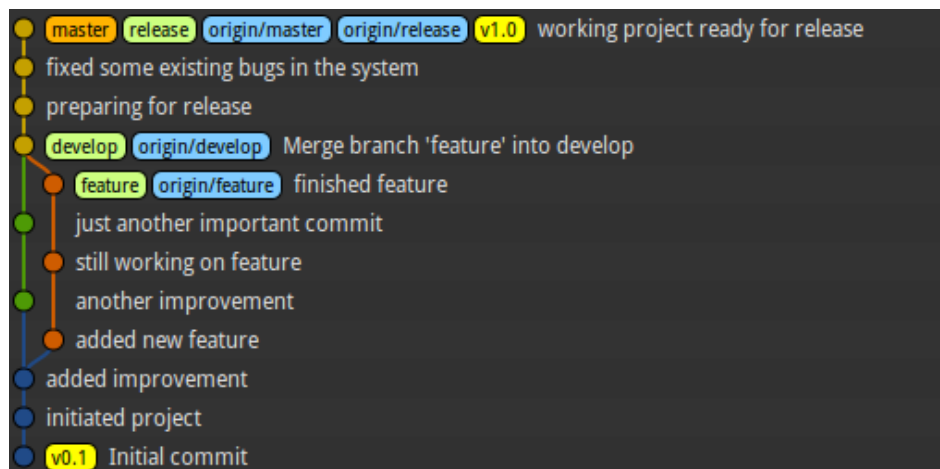 master release origin/master origin/release v1.0 working project ready for release
fixed some existing bugs in the system
preparing for release
develop origin/develop Merge branch 'feature' into develop
feature origin/feature finished feature
just another important commit
still working on feature
another improvement
added new feature
added improvement
initiated project
v0.1 Initial commit